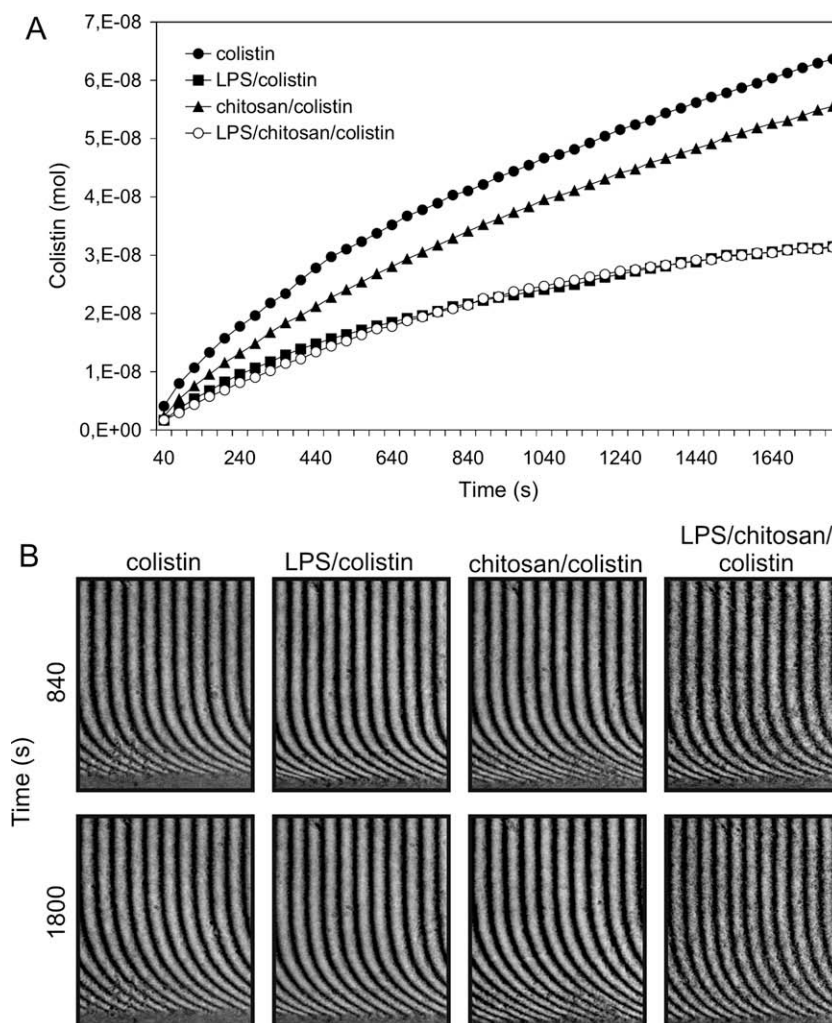 A
7,E-08
6,E-08
5,E-08
4,E-08
3,E-08
2,E-08
1,E-08
0,E+00
Colistin (mol)
colistin
LPS/colistin
chitosan/colistin
LPS/chitosan/colistin
40 240 440 640 840 1040 1240 1440 1640
Time (s)
B
colistin LPS/colistin chitosan/colistin LPS/chitosan/
colistin
Time (s)
840
1800